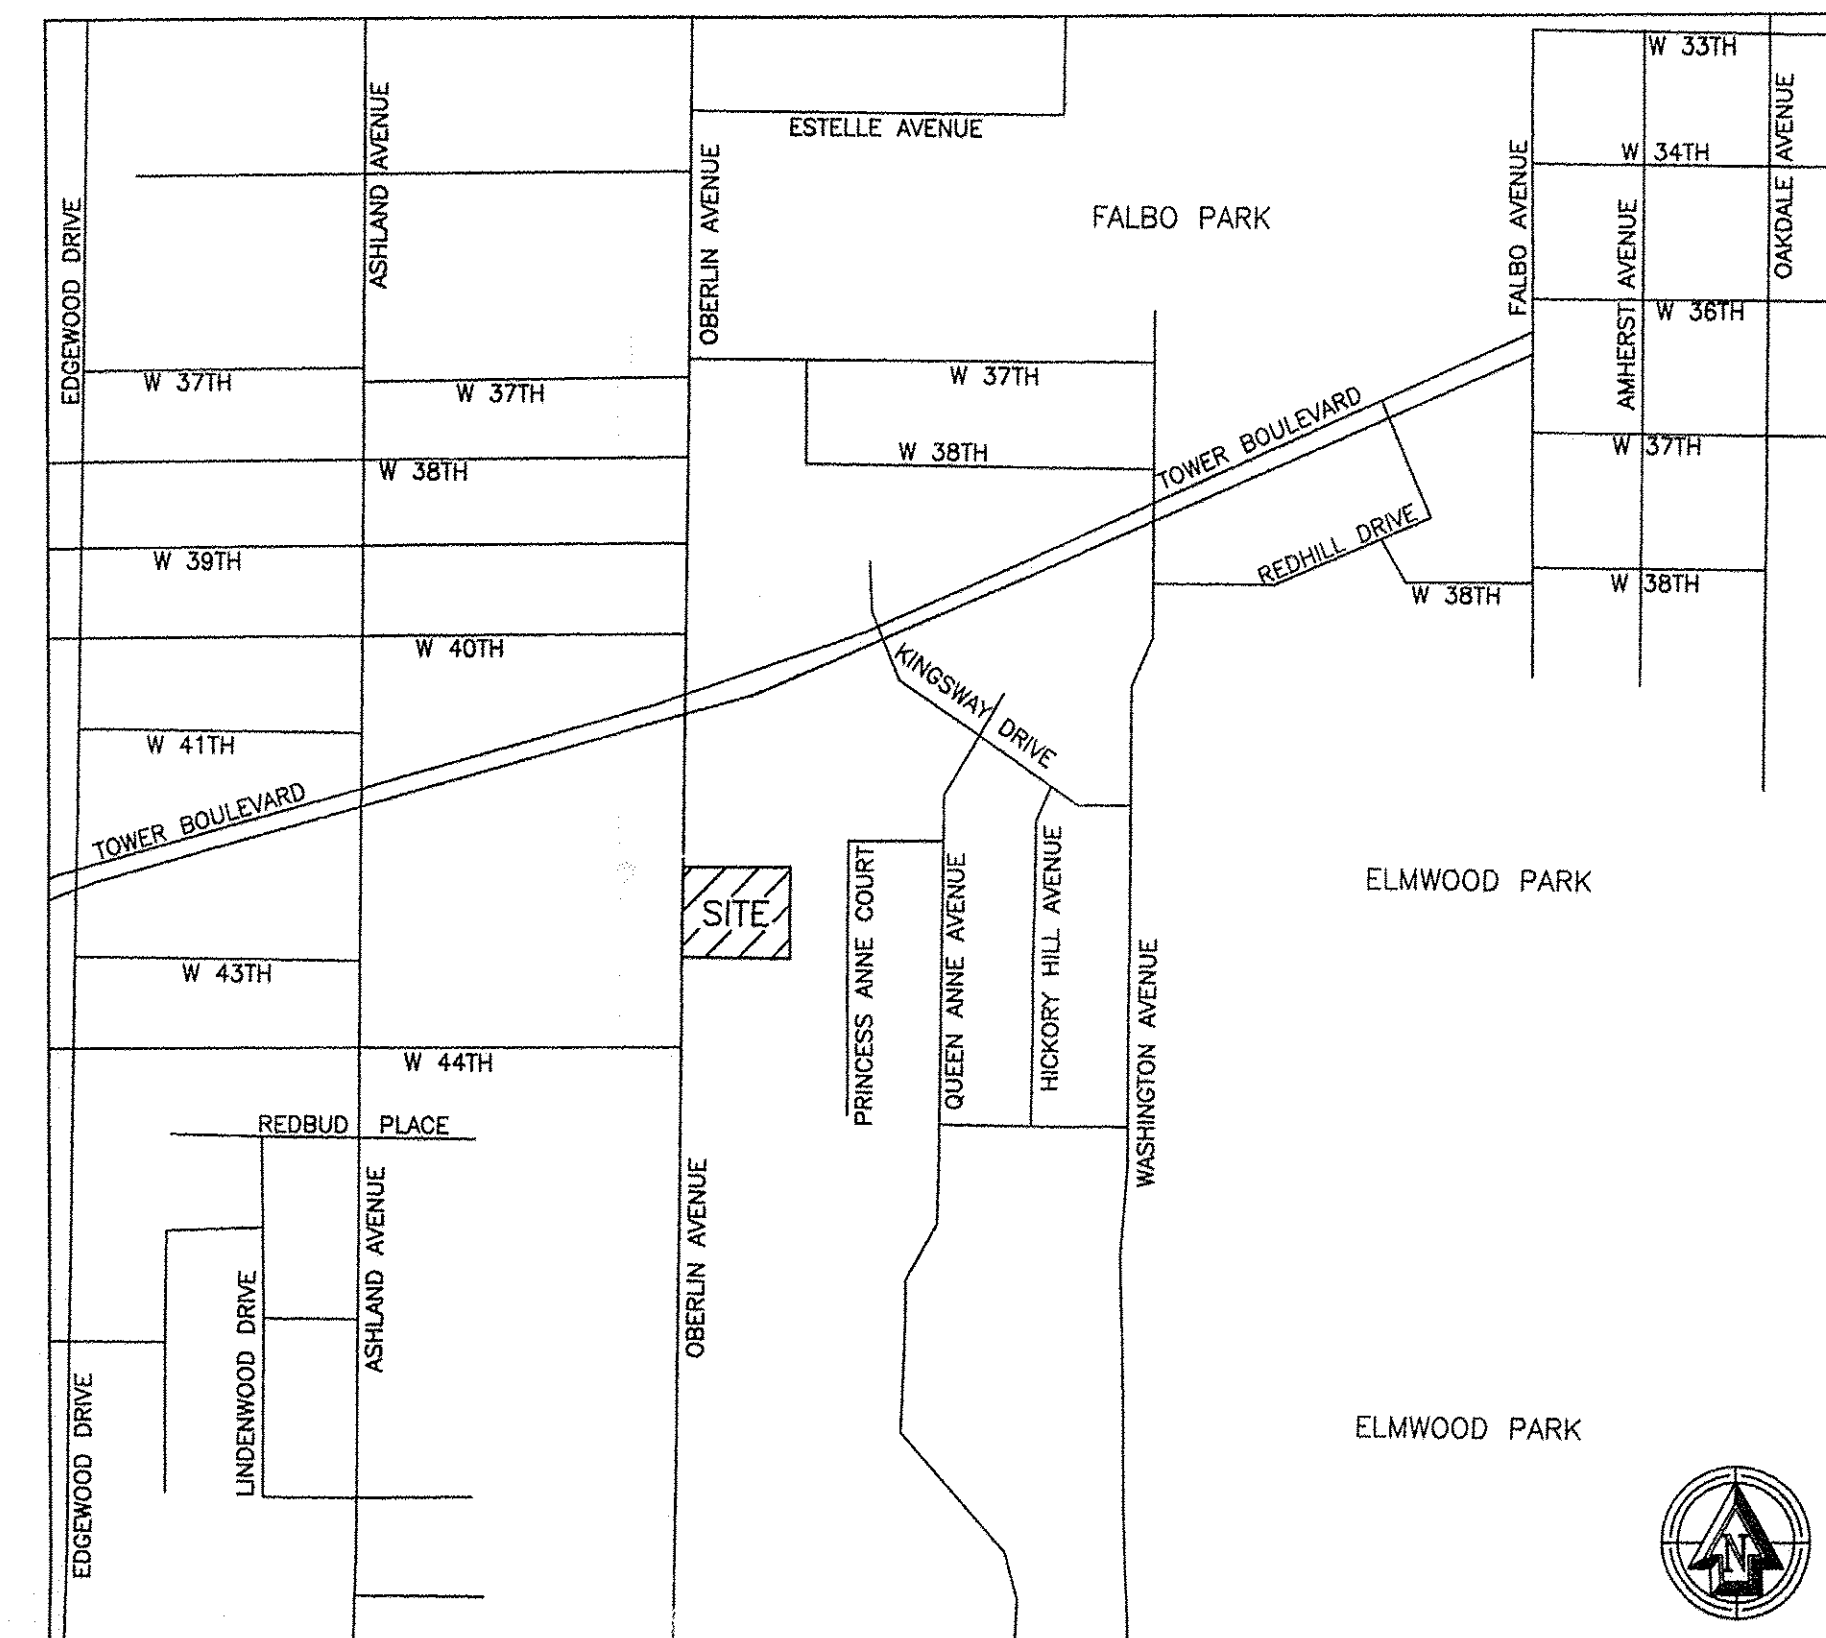 W 33TH
ESTELLE AVENUE
ASHLAND AVENUE
OAKDALE AVENUE
W 34TH
FALBO AVENUE
OBERLIN AVENUE
EDGEWOOD DRIVE
FALBO PARK
AMHERST AVENUE
W 36TH
W 37TH
W 37TH
W 37TH
TOWER BOULEVARD
W 37TH
W 38TH
W 38TH
REDHILL DRIVE
W 39TH
W 38TH
W 38TH
W 40TH
KINGSWAY DRIVE
W 41TH
TOWER BOULEVARD
SITE
PRINCESS ANNE COURT
QUEEN ANNE AVENUE
HICKORY HILL AVENUE
ELMWOOD PARK
WASHINGTON AVENUE
W 43TH
W 44TH
REDBUD PLACE
ASHLAND AVENUE
OBERLIN AVENUE
LINDENWOOD DRIVE
EDGEWOOD DRIVE
ELMWOOD PARK
N